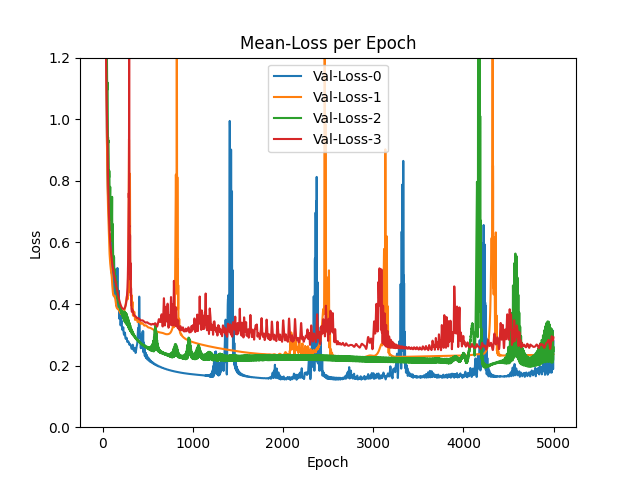 Mean-Loss per Epoch
1.2
1.0
0.8
0.6
0.4
0.2
0.0
Loss
Val-Loss-0
Val-Loss-1
Val-Loss-2
Val-Loss-3
0 1000 2000 3000 4000 5000
Epoch